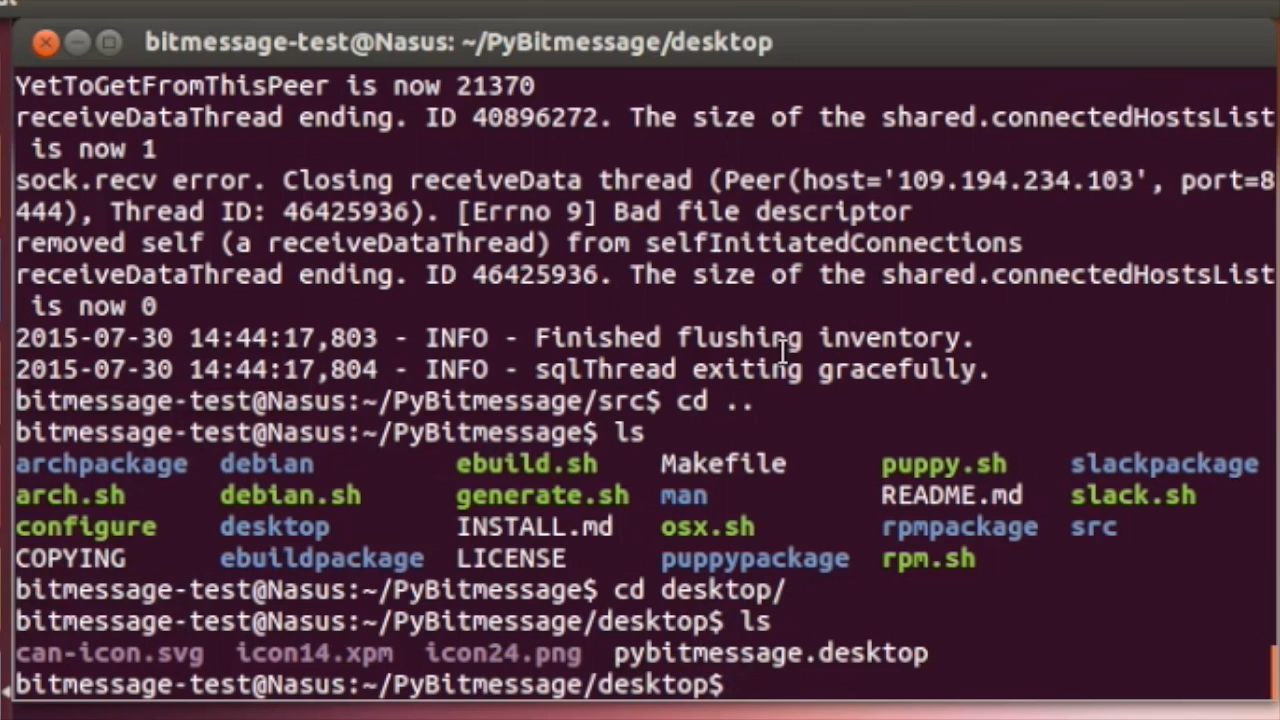 bitmessage-test@Nasus: ~/PyBitmessage/desktop
YetToGetFromThisPeer is now 21370
receiveDataThread ending. ID 40896272. The size of the shared.connectedHostsList
is now 1
sock.recv error. Closing receiveData thread (Peer(host='109.194.234.103', port=8
444), Thread ID: 46425936). [Errno 9] Bad file descriptor
removed self (a receiveDataThread) from selfInitiatedConnections
receiveDataThread ending. ID 46425936. The size of the shared.connectedHostsList
is now 0
2015-07-30 14:44:17,803 - INFO - Finished flushing inventory.
2015-07-30 14:44:17,804 - INFO - sqlThread exiting gracefully.
bitmessage-test@Nasus:~/PyBitmessage/src$ cd ..
bitmessage-test@Nasus:~/PyBitmessage$ ls
archpackage debian ebuild.sh Makefile puppy.sh slackpackage
arch.sh debian.sh generate.sh man README.md slack.sh
configure desktop INSTALL.md osx.sh rpmpackage src
COPYING ebuildpackage LICENSE puppypackage rpm.sh
bitmessage-test@Nasus:~/PyBitmessage$ cd desktop/
bitmessage-test@Nasus:~/PyBitmessage/desktop$ ls
can-icon.svg icon14.xpm icon24.png pybitmessage.desktop
bitmessage-test@Nasus:~/PyBitmessage/desktop$